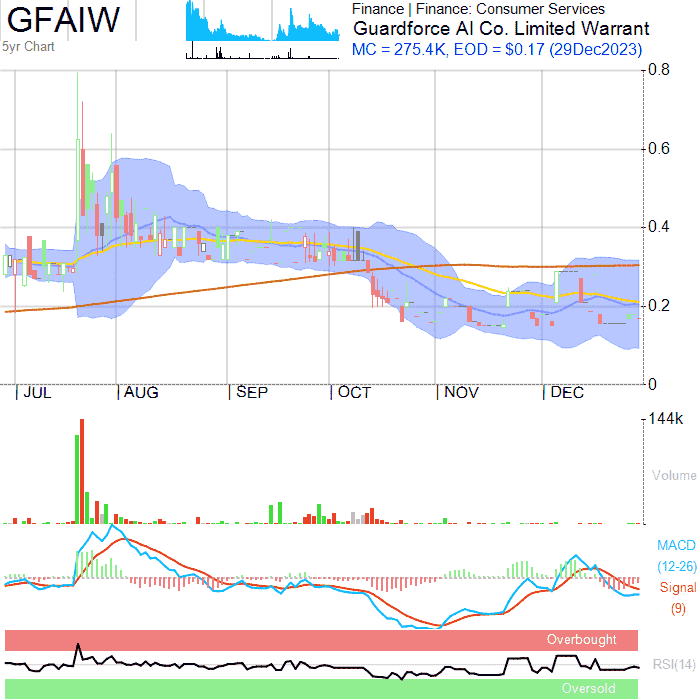 GFAIW
5yr Chart
Finance | Finance: Consumer Services
Guardforce AI Co. Limited Warrant
MC = 275.4K, EOD = $0.17 (29Dec2023)
0.8
0.6
0.4
0.2
0
JUL AUG SEP OCT NOV DEC
144k
Volume
MACD
(12-26)
Signal
(9)
Overbought
RSI(14)
Oversold